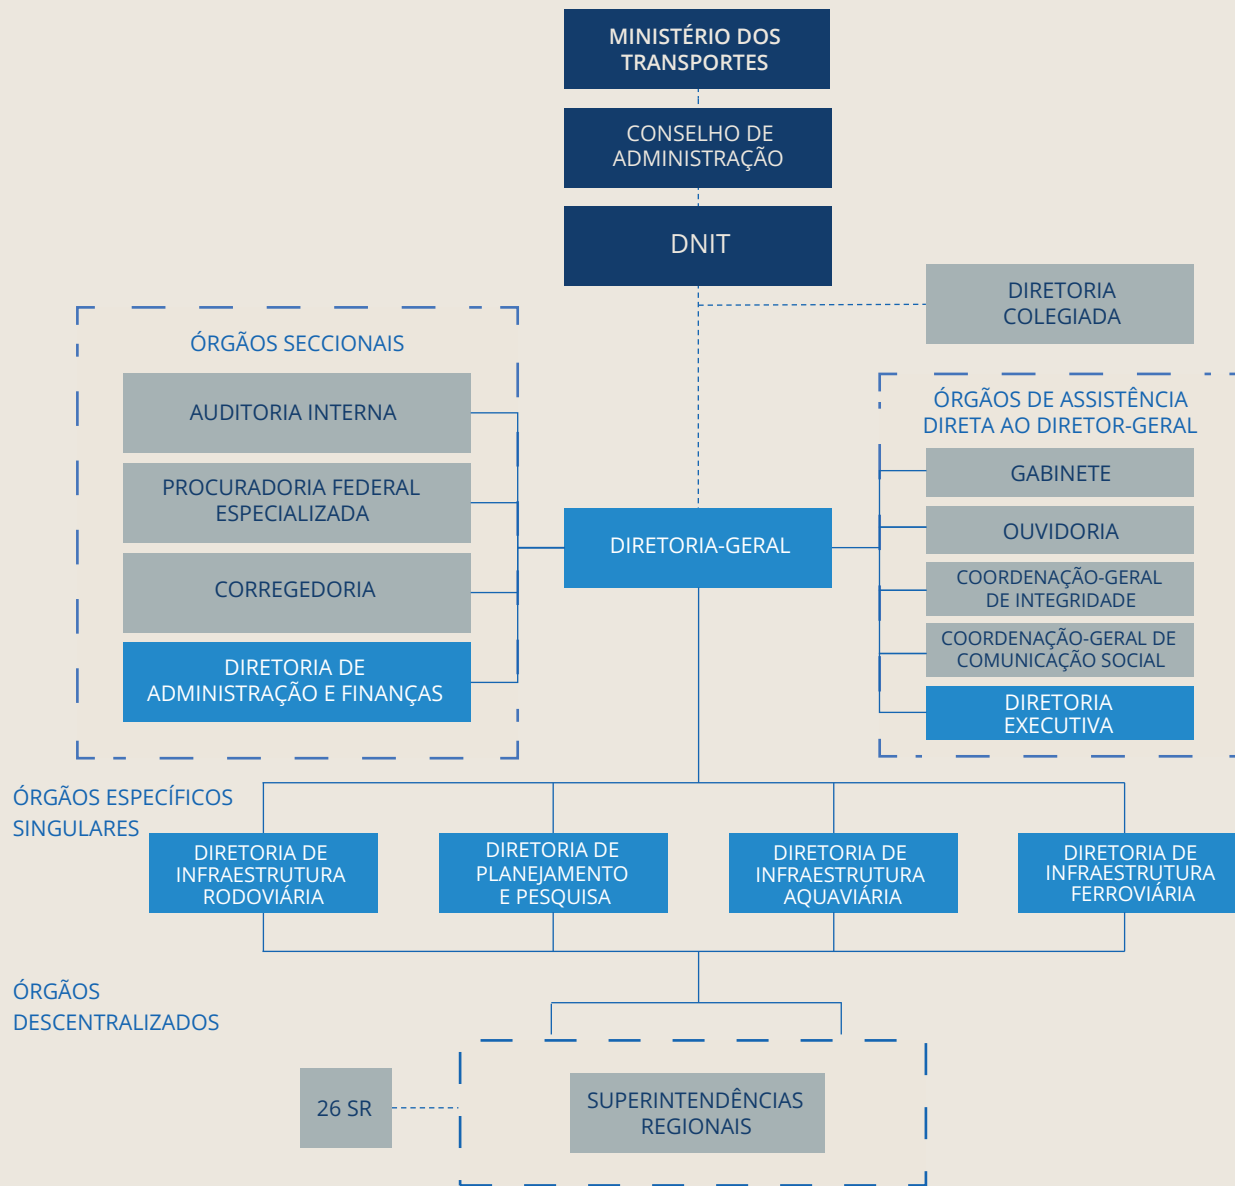 MINISTÉRIO DOS
TRANSPORTES
CONSELHO DE
ADMINISTRAÇÃO
DNIT
DIRETORIA
COLEGIADA
ÓRGÃOS SECCIONAIS
AUDITORIA INTERNA
PROCURADORIA FEDERAL
ESPECIALIZADA
CORREGEDORIA
DIRETORIA DE
ADMINISTRAÇÃO E FINANÇAS
DIRETORIA-GERAL
ÓRGÃOS DE ASSISTÊNCIA
DIRETA AO DIRETOR-GERAL
GABINETE
OUVIDORIA
COORDENAÇÃO-GERAL
DE INTEGRIDADE
COORDENAÇÃO-GERAL DE
COMUNICAÇÃO SOCIAL
DIRETORIA
EXECUTIVA
ÓRGÃOS ESPECÍFICOS
SINGULARES
DIRETORIA DE
INFRAESTRUTURA
RODOVIÁRIA
DIRETORIA DE
PLANEJAMENTO
E PESQUISA
DIRETORIA DE
INFRAESTRUTURA
AQUAVIÁRIA
DIRETORIA DE
INFRAESTRUTURA
FERROVIÁRIA
ÓRGÃOS
DESCENTRALIZADOS
26 SR
SUPERINTENDÊNCIAS
REGIONAIS